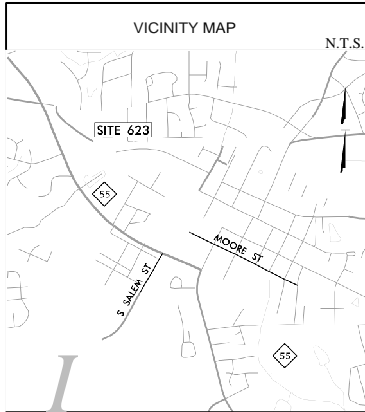 VICINITY MAP
N.T.S.
SITE 623
55
MOORE ST
S SALEM ST
55
I